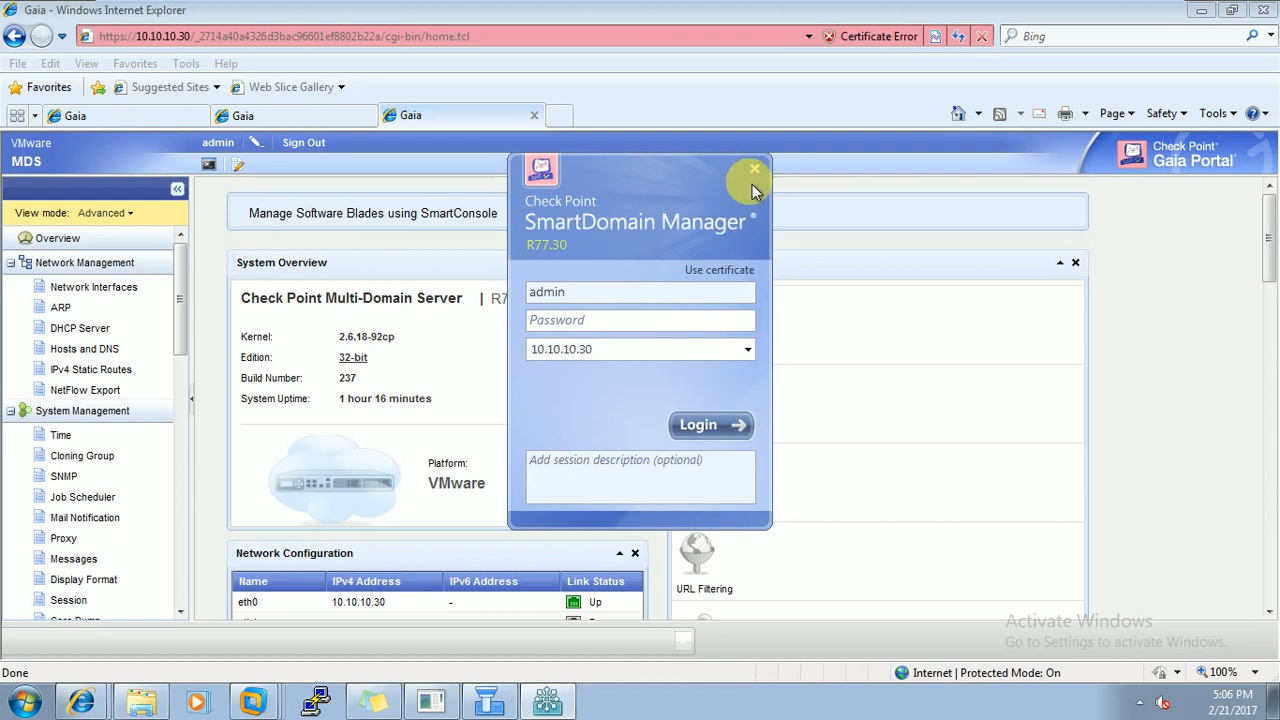 Gaia - Windows Internet Explorer
https://10.10.10.30/_2714a40a4326d3bac96601ef8802b22a/cgi-bin/home.tcl
Certificate Error
Bing
File Edit View Favorites Tools Help
Favorites
Suggested Sites
Web Slice Gallery
Gaia
Gaia
Gaia
Page
Safety
Tools
VMware
MDS
admin
Sign Out
Check Point
Gaia Portal
View mode: Advanced
Overview
Network Management
Network Interfaces
ARP
DHCP Server
Hosts and DNS
IPv4 Static Routes
NetFlow Export
System Management
Time
Cloning Group
SNMP
Job Scheduler
Mail Notification
Proxy
Messages
Display Format
Session
Manage Software Blades using SmartConsole
System Overview
Check Point Multi-Domain Server | R7
Kernel: 2.6.18-92cp
Edition: 32-bit
Build Number: 237
System Uptime: 1 hour 16 minutes
Platform:
VMware
Network Configuration
Name IPv4 Address IPv6 Address Link Status
eth0 10.10.10.30 - Up
Check Point
SmartDomain Manager
R77.30
Use certificate
admin
Password
10.10.10.30
Login
Add session description (optional)
URL Filtering
Activate Windows
Go to Settings to activate Windows.
Done
Internet | Protected Mode: On
100%
5:06 PM
2/21/2017